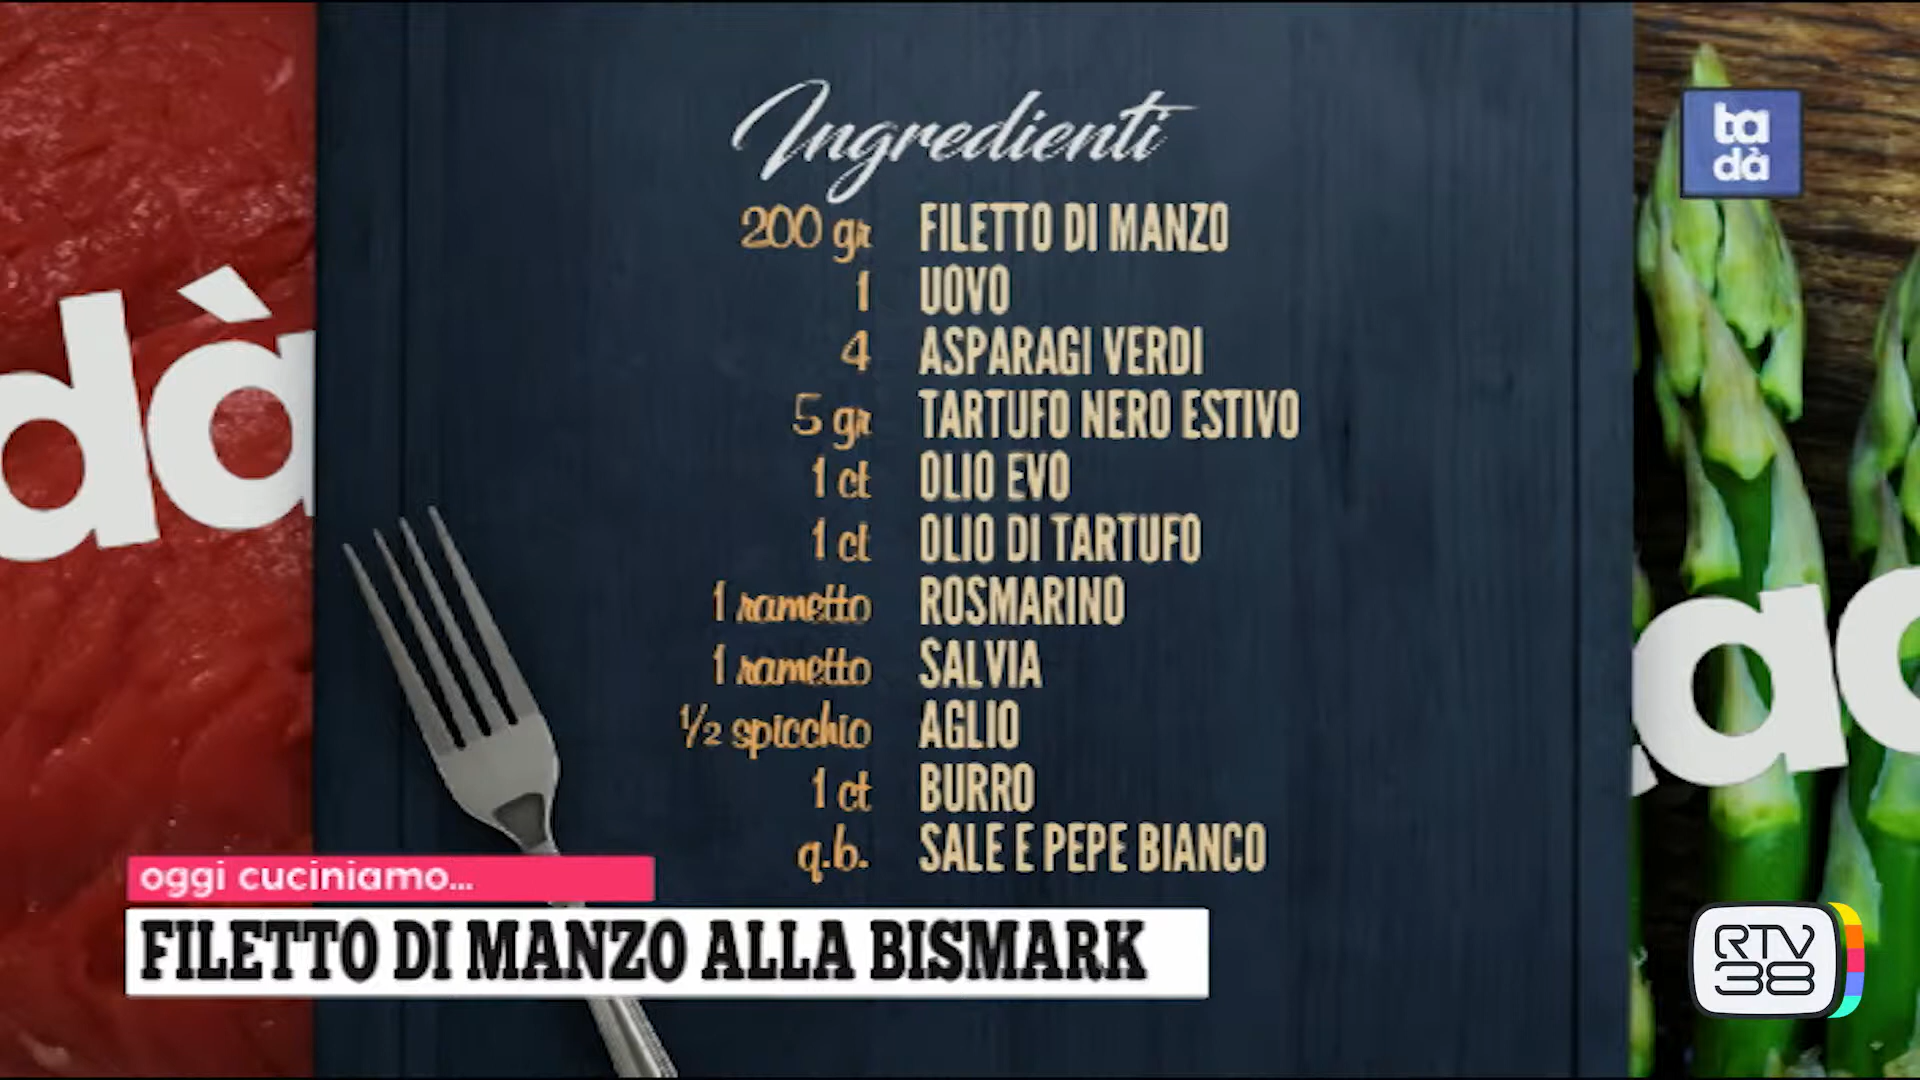 Ingredienti
200 gr FILETTO DI MANZO
1 UOVO
4 ASPARAGI VERDI
5 gr TARTUFO NERO ESTIVO
1 ct OLIO EVO
1 ct OLIO DI TARTUFO
1 rametto ROSMARINO
1 rametto SALVIA
½ spicchio AGLIO
1 ct BURRO
q.b. SALE E PEPE BIANCO
ta
dà
dà
oggi cuciniamo...
FILETTO DI MANZO ALLA BISMARK
RTV
38